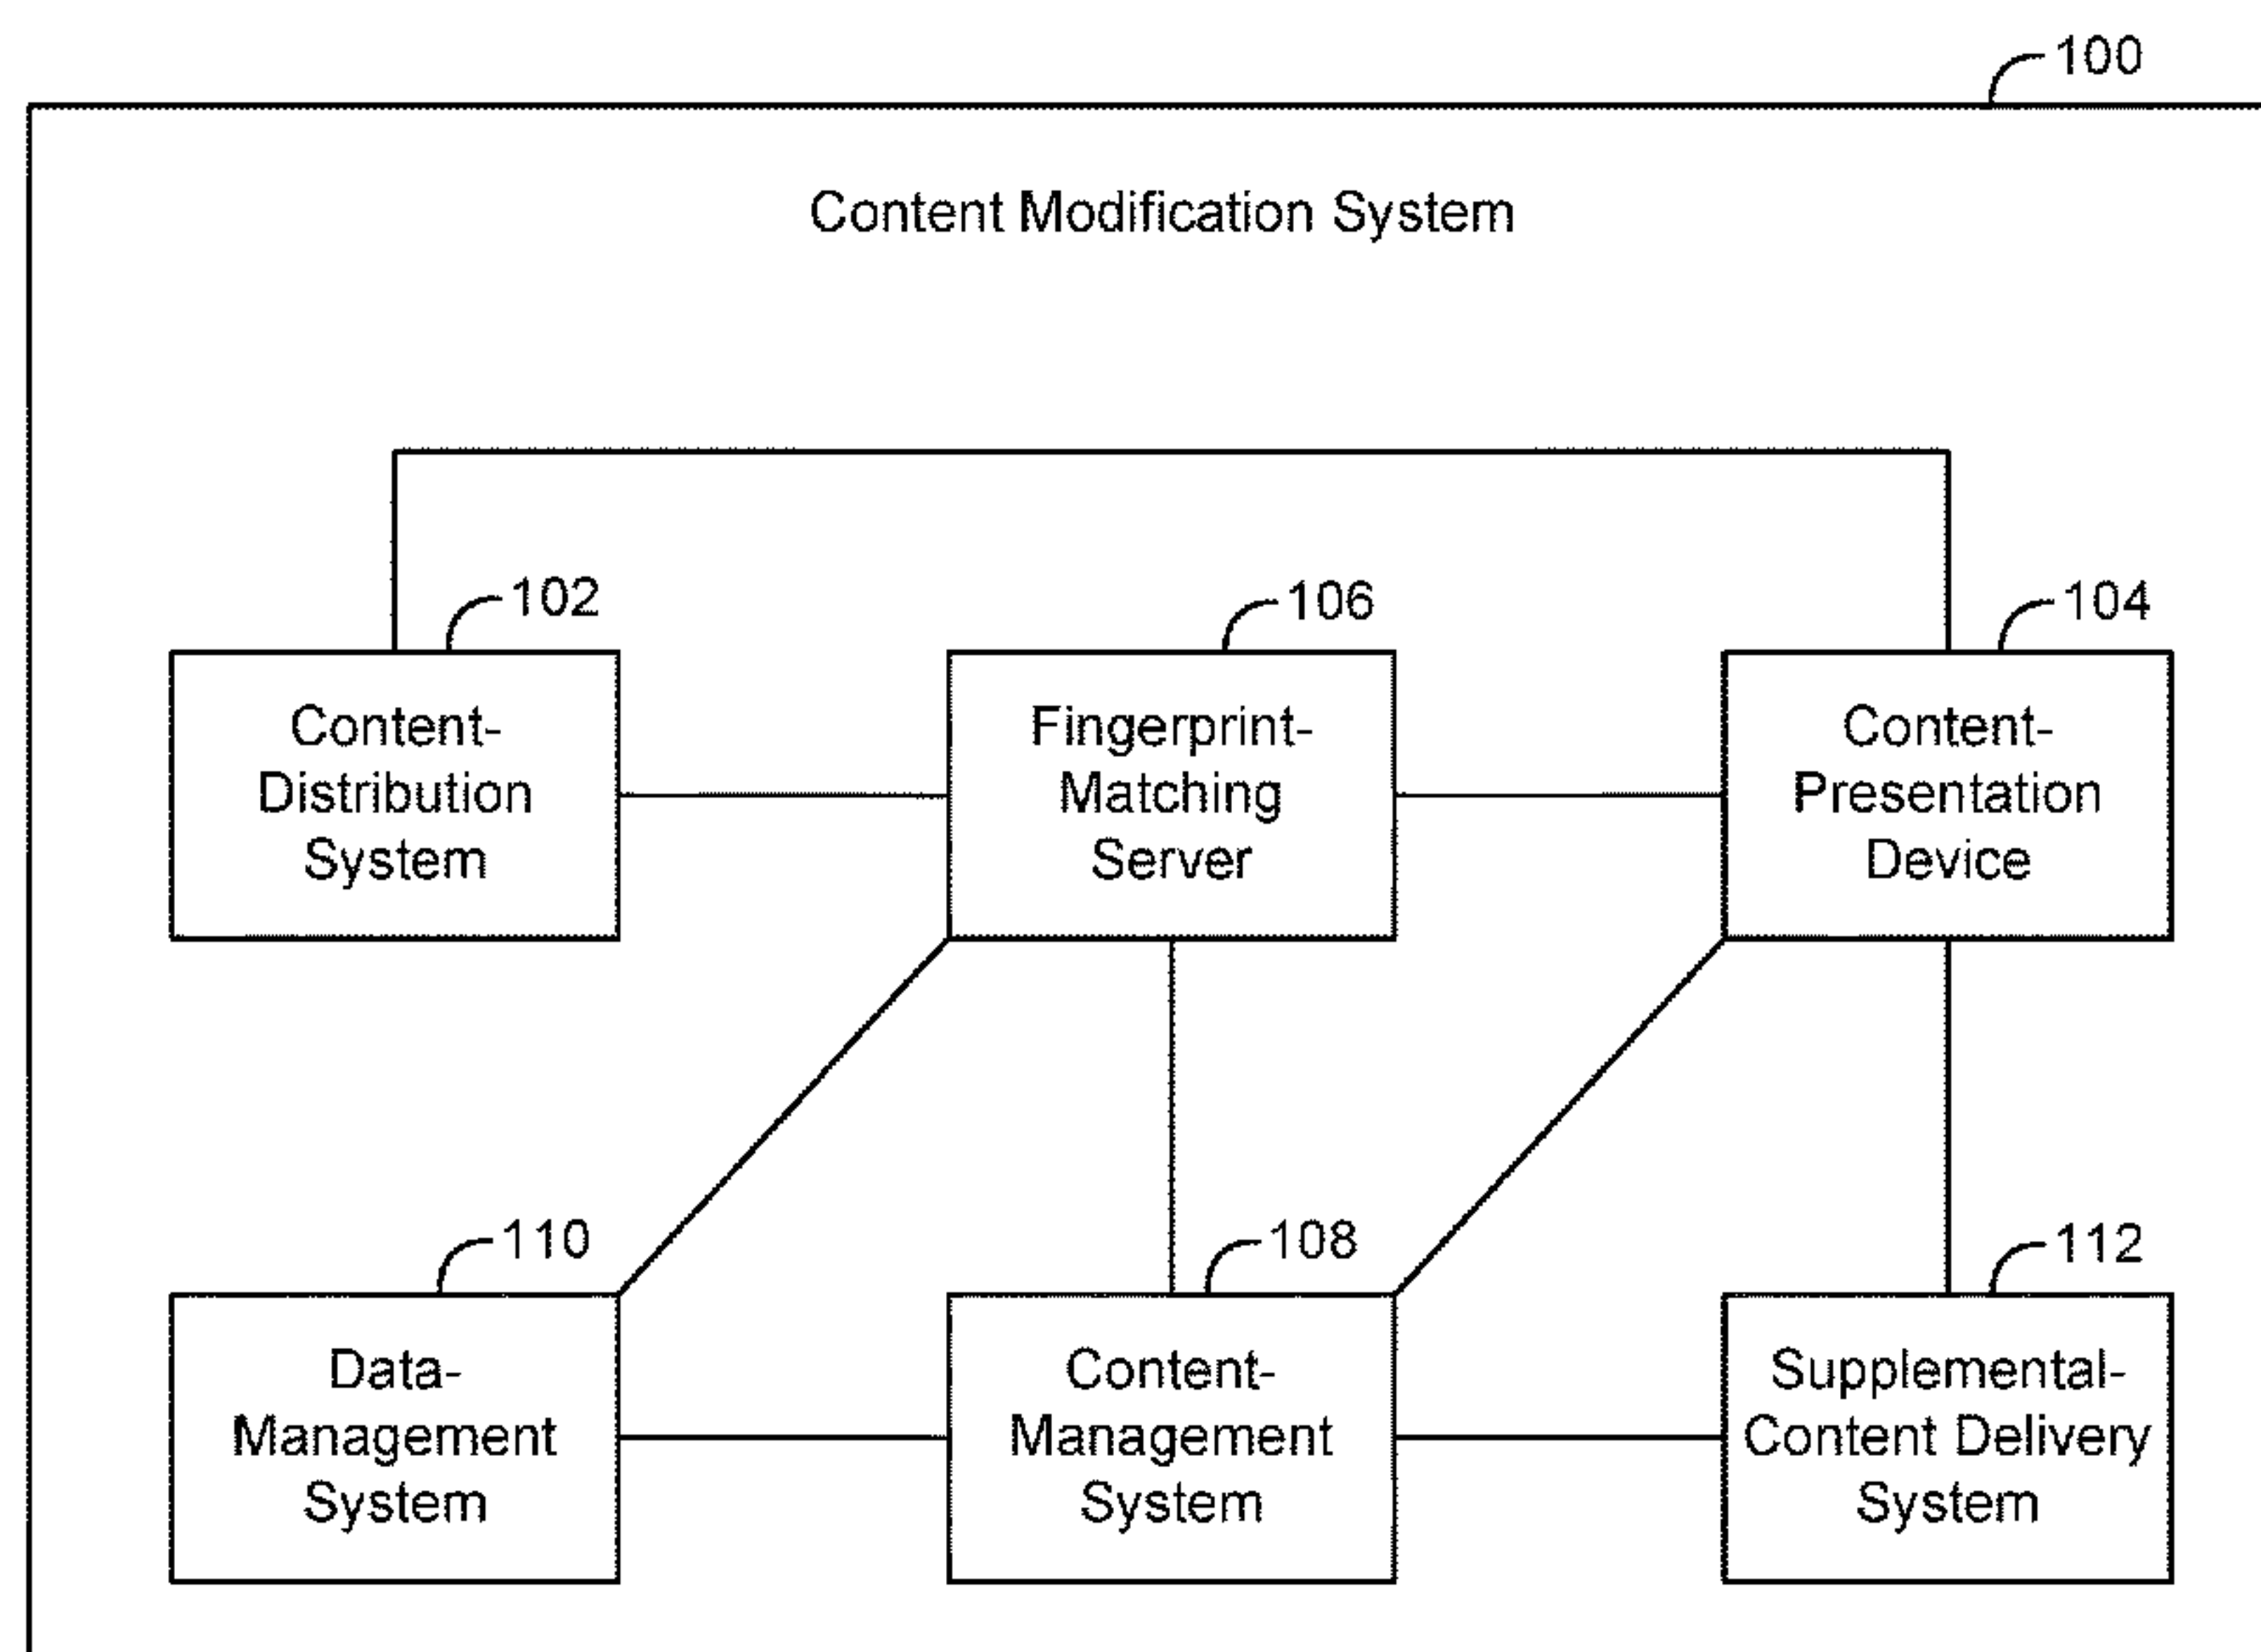 100
Content Modification System
102
106
104
Content-
Distribution
System
Fingerprint-
Matching
Server
Content-
Presentation
Device
110
108
112
Data-
Management
System
Content-
Management
System
Supplemental-
Content Delivery
System